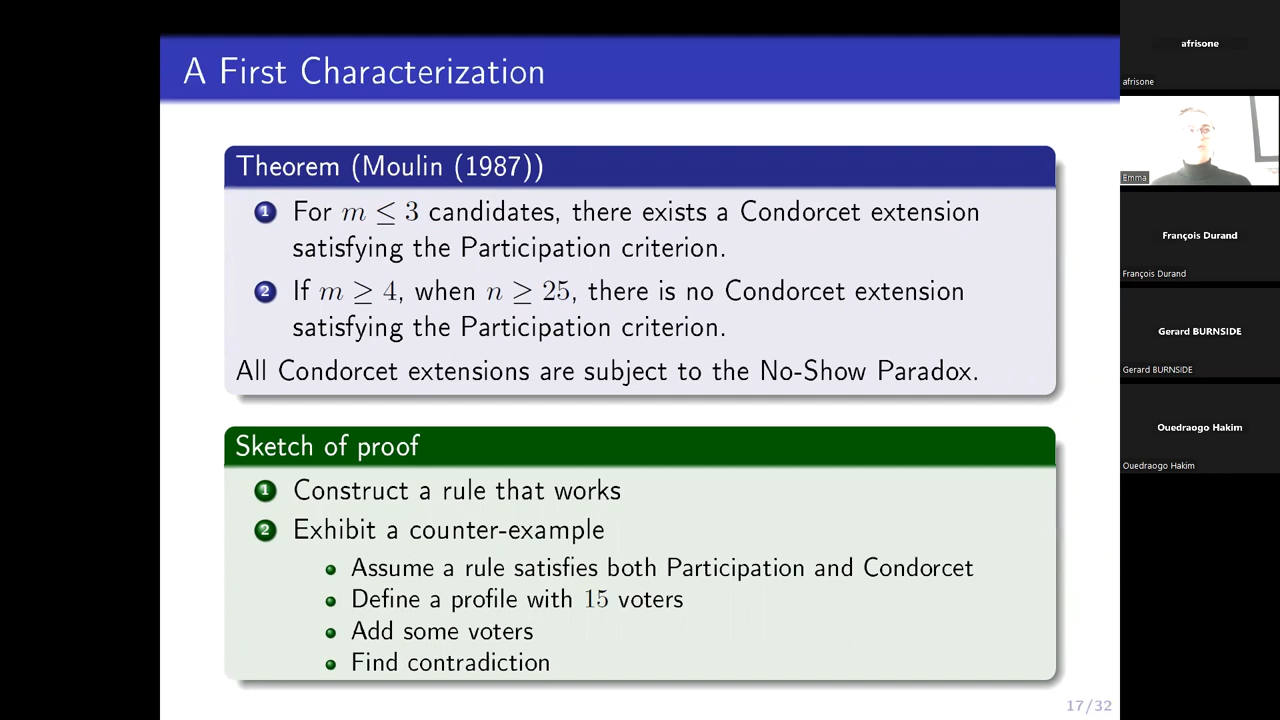 A First Characterization
Theorem (Moulin (1987))
1 For m ≤ 3 candidates, there exists a Condorcet extension
satisfying the Participation criterion.
2 If m ≥ 4, when n ≥ 25, there is no Condorcet extension
satisfying the Participation criterion.
All Condorcet extensions are subject to the No-Show Paradox.
Sketch of proof
1 Construct a rule that works
2 Exhibit a counter-example
Assume a rule satisfies both Participation and Condorcet
Define a profile with 15 voters
Add some voters
Find contradiction
17/32
afrisone
afrisone
Emma
François Durand
François Durand
Gerard BURNSIDE
Gerard BURNSIDE
Ouedraogo Hakim
Ouedraogo Hakim